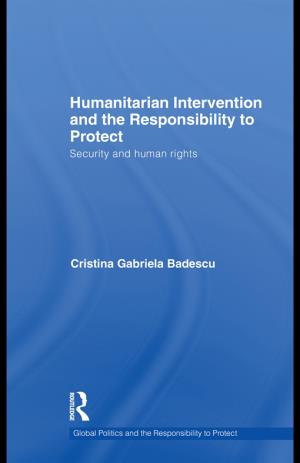 Humanitarian Intervention
and the Responsibility to
Protect
Security and human rights
Cristina Gabriela Badescu
ROUTLEDGE
Global Politics and the Responsibility to Protect